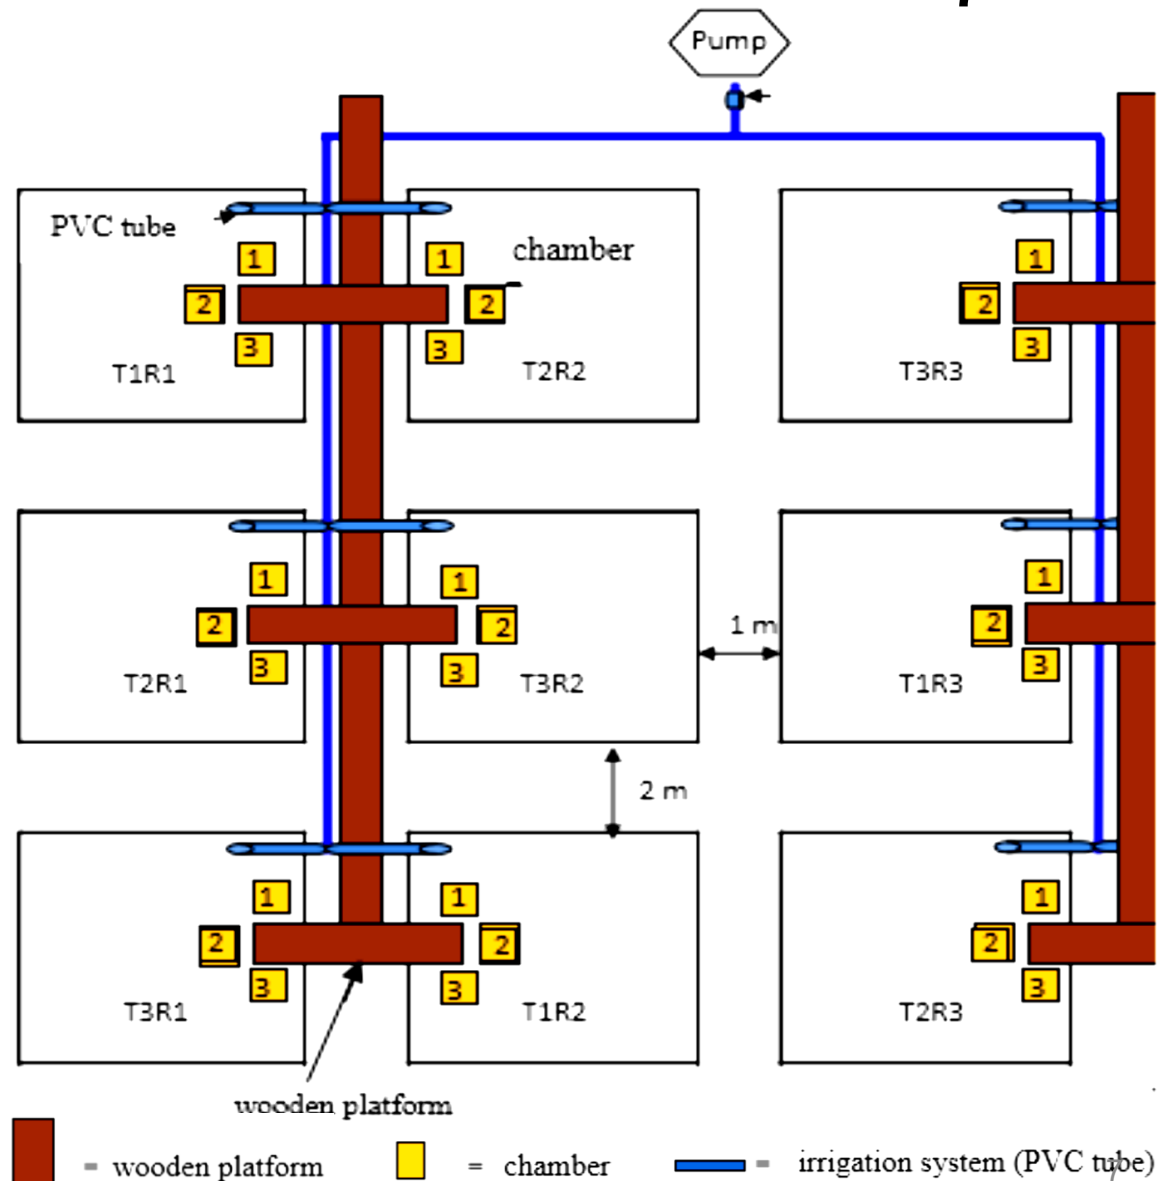 Pump
PVC tube
chamber
1
1
1
2
2
2
3
3
3
T1R1
T2R2
T3R3
1
1
1
2
2
2
3
3
3
1 m
T2R1
T3R2
T1R3
2 m
1
1
1
2
2
2
3
3
3
T3R1
T1R2
T2R3
wooden platform
= wooden platform
= chamber
= irrigation system (PVC tube)